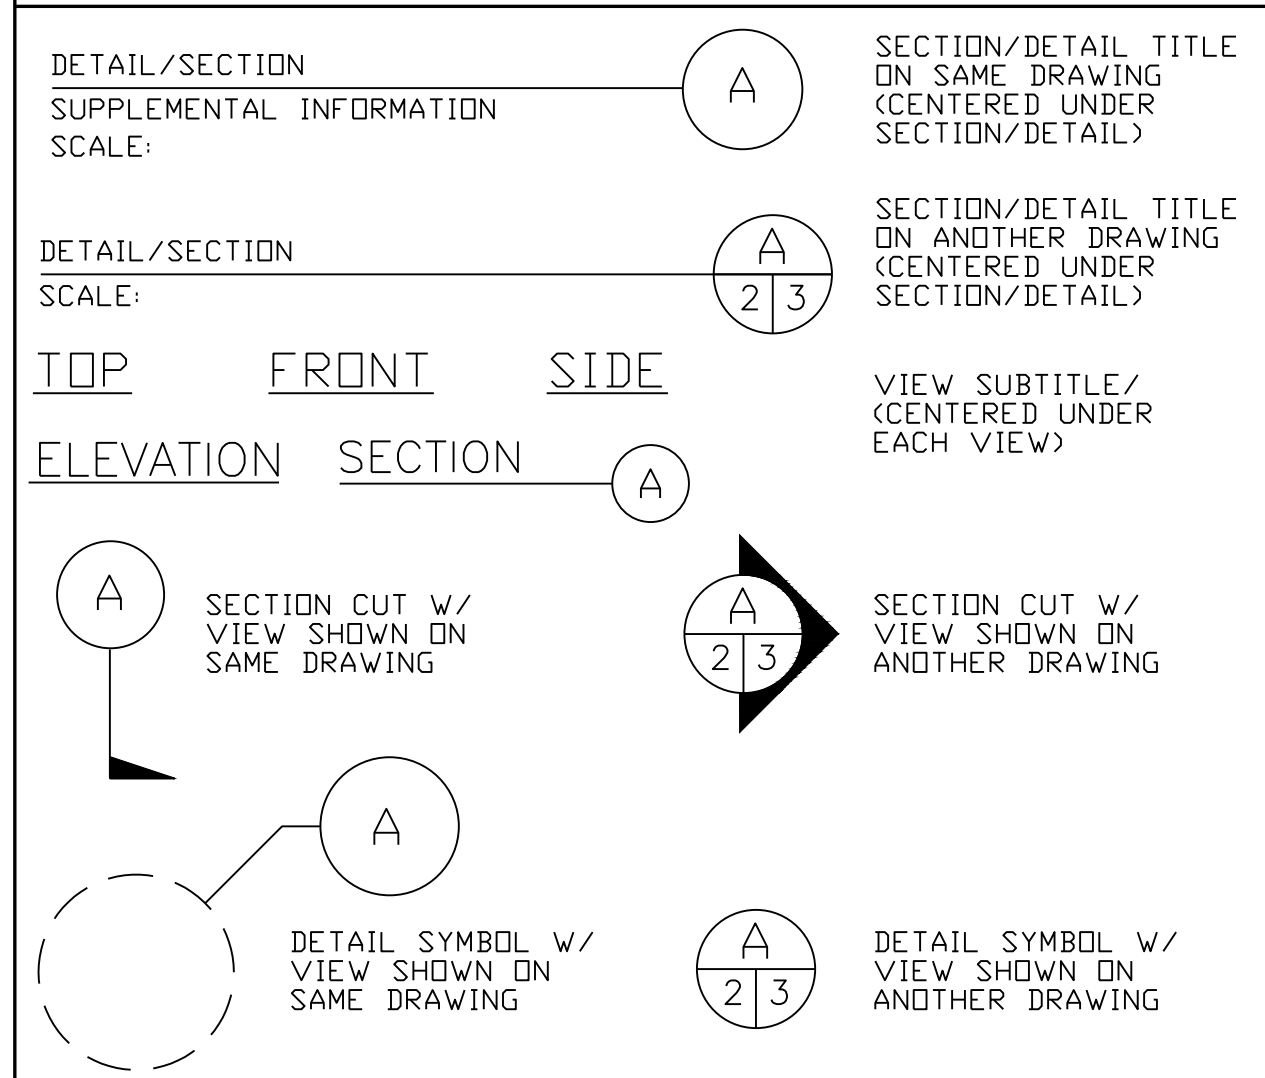 DETAIL/SECTION
A
SUPPLEMENTAL INFORMATION
SCALE:
SECTION/DETAIL TITLE
ON SAME DRAWING
(CENTERED UNDER
SECTION/DETAIL)
DETAIL/SECTION
A
2 3
SCALE:
SECTION/DETAIL TITLE
ON ANOTHER DRAWING
(CENTERED UNDER
SECTION/DETAIL)
TOP FRONT SIDE
ELEVATION SECTION A
VIEW SUBTITLE/
(CENTERED UNDER
EACH VIEW)
A
SECTION CUT W/
VIEW SHOWN ON
SAME DRAWING
A
2 3
SECTION CUT W/
VIEW SHOWN ON
ANOTHER DRAWING
A
DETAIL SYMBOL W/
VIEW SHOWN ON
SAME DRAWING
A
2 3
DETAIL SYMBOL W/
VIEW SHOWN ON
ANOTHER DRAWING